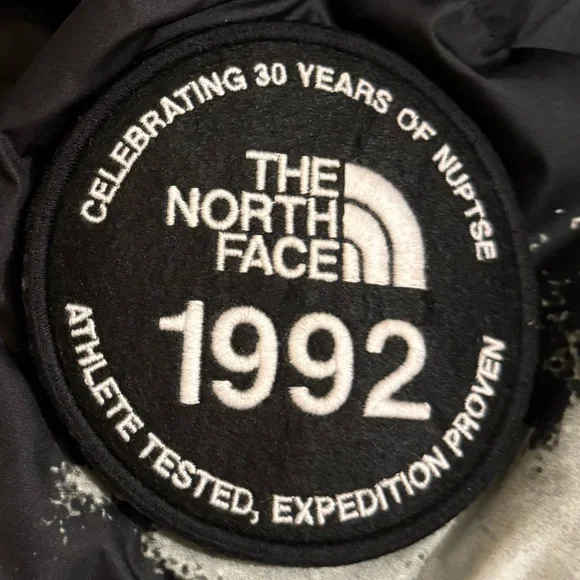 CELEBRATING 30 YEARS OF NUPTSE
THE
NORTH
FACE
1992
ATHLETE TESTED, EXPEDITION PROVEN